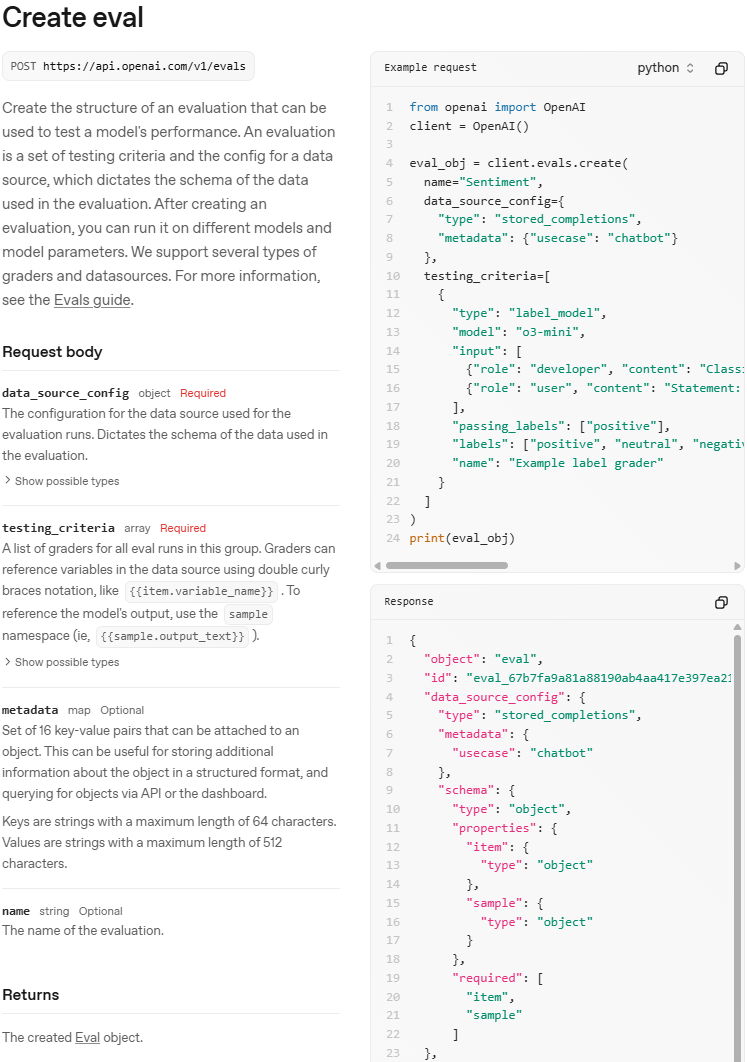 Create eval
POST https://api.openai.com/v1/evals
Create the structure of an evaluation that can be
used to test a model's performance. An evaluation
is a set of testing criteria and the config for a data
source, which dictates the schema of the data
used in the evaluation. After creating an
evaluation, you can run it on different models and
model parameters. We support several types of
graders and datasources. For more information,
see the Evals guide.
Request body
data_source_config object Required
The configuration for the data source used for the
evaluation runs. Dictates the schema of the data used in
the evaluation.
Show possible types
testing_criteria array Required
A list of graders for all eval runs in this group. Graders can
reference variables in the data source using double curly
braces notation, like {{item.variable_name}} . To
reference the model's output, use the sample
namespace (ie, {{sample.output_text}} ).
Show possible types
metadata map Optional
Set of 16 key-value pairs that can be attached to an
object. This can be useful for storing additional
information about the object in a structured format, and
querying for objects via API or the dashboard.
Keys are strings with a maximum length of 64 characters.
Values are strings with a maximum length of 512
characters.
name string Optional
The name of the evaluation.
Returns
The created Eval object.
Example request python
1 from openai import OpenAI
2 client = OpenAI()
3
4 eval_obj = client.evals.create(
5 name="Sentiment",
6 data_source_config={
7 "type": "stored_completions",
8 "metadata": {"usecase": "chatbot"}
9 },
10 testing_criteria=[
11 {
12 "type": "label_model",
13 "model": "o3-mini",
14 "input": [
15 {"role": "developer", "content": "Classi
16 {"role": "user", "content": "Statement:
17 ],
18 "passing_labels": ["positive"],
19 "labels": ["positive", "neutral", "negativ
20 "name": "Example label grader"
21 }
22 ]
23 )
24 print(eval_obj)
Response
1 {
2 "object": "eval",
3 "id": "eval_67b7fa9a81a88190ab4aa417e397ea21
4 "data_source_config": {
5 "type": "stored_completions",
6 "metadata": {
7 "usecase": "chatbot"
8 },
9 "schema": {
10 "type": "object",
11 "properties": {
12 "item": {
13 "type": "object"
14 },
15 "sample": {
16 "type": "object"
17 }
18 },
19 "required": [
20 "item",
21 "sample"
22 ]
23 },